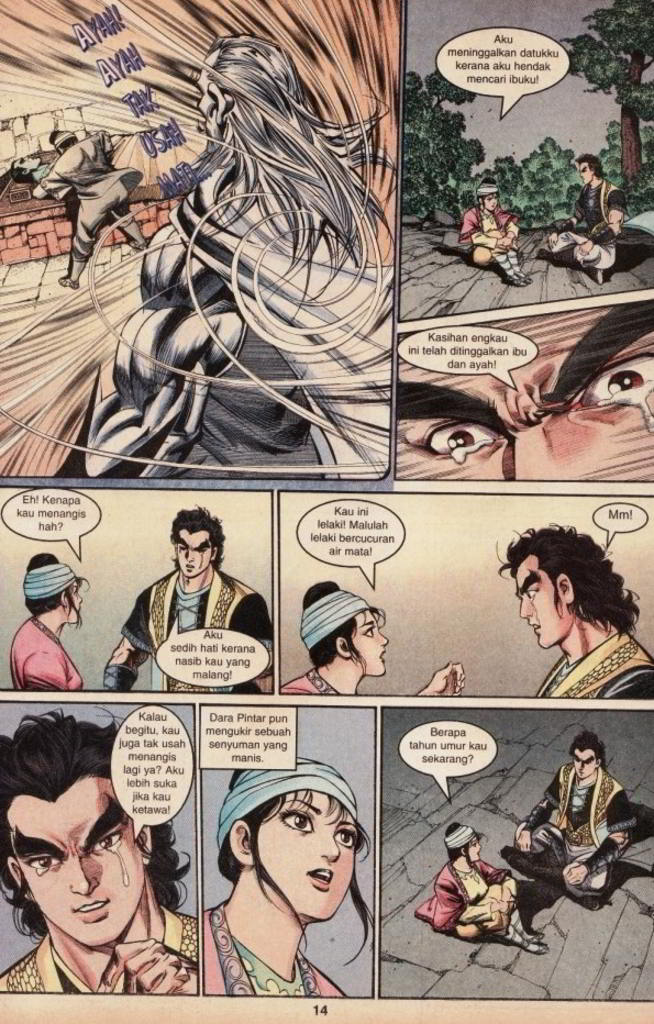 AYAH!
AYAH
TAK
USAH
MATI...
Aku
meninggalkan datukku
kerana aku hendak
mencari ibuku!
Kasihan engkau
ini telah ditinggalkan ibu
dan ayah!
Eh! Kenapa
kau menangis
hah?
Aku
sedih hati kerana
nasib kau yang
malang!
Kau ini
lelaki! Malulah
lelaki bercucuran
air mata!
Mm!
Kalau
begitu, kau
juga tak usah
menangis
lagi ya? Aku
lebih suka
jika kau
ketawa!
Dara Pintar pun
mengukir sebuah
senyuman yang
manis.
Berapa
tahun umur kau
sekarang?
14